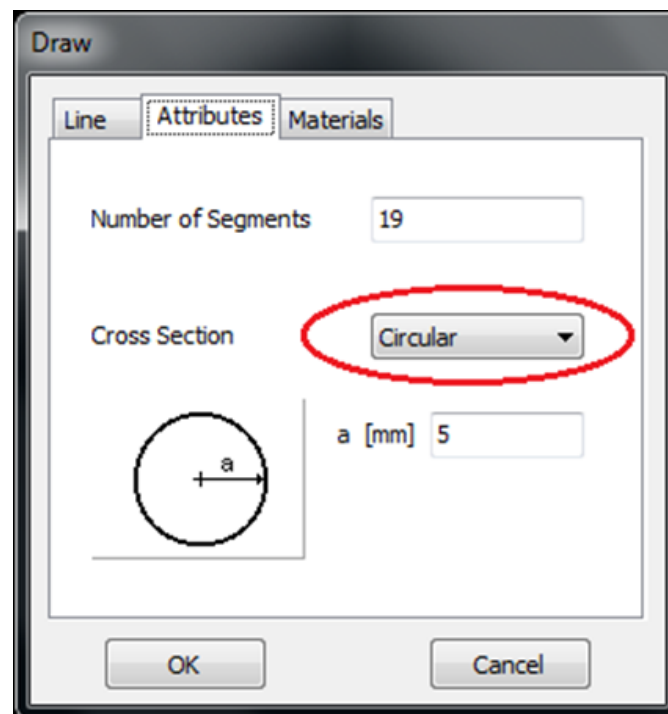 Draw
Line Attributes Materials
Number of Segments 19
Cross Section Circular
a [mm] 5
a
OK Cancel